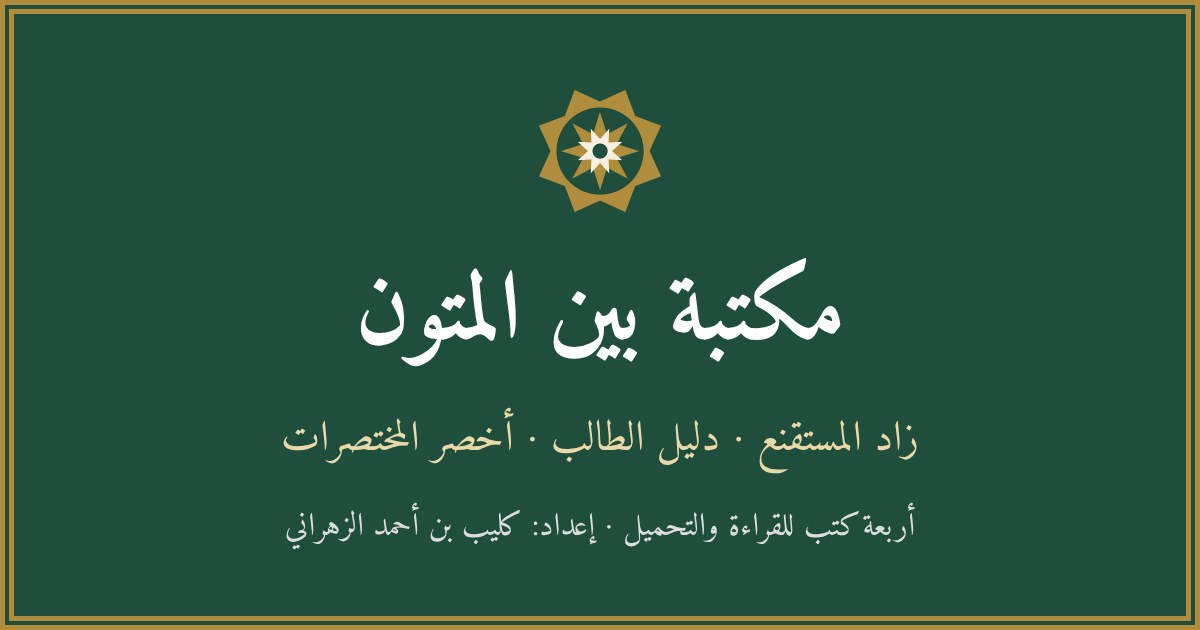 مكتبة بين المتون
زاد المستقنع · دليل الطالب · أخصر المختصرات
أربعة كتب للقراءة والتحميل · إعداد: كليب بن أحمد الزهراني